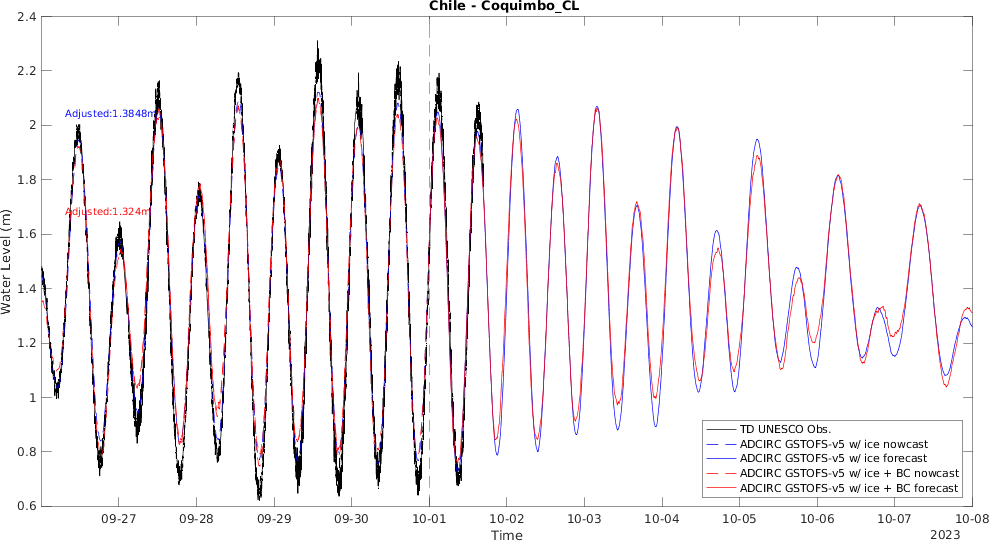 Chile - Coquimbo_CL
2.4
2.2
2
1.8
1.6
1.4
1.2
1
0.8
0.6
Water Level (m)
Adjusted:1.3848m
Adjusted:1.324m
TD UNESCO Obs.
ADCIRC GSTOFS-v5 w/ ice nowcast
ADCIRC GSTOFS-v5 w/ ice forecast
ADCIRC GSTOFS-v5 w/ ice + BC nowcast
ADCIRC GSTOFS-v5 w/ ice + BC forecast
09-27 09-28 09-29 09-30 10-01 10-02 10-03 10-04 10-05 10-06 10-07 10-08
Time
2023